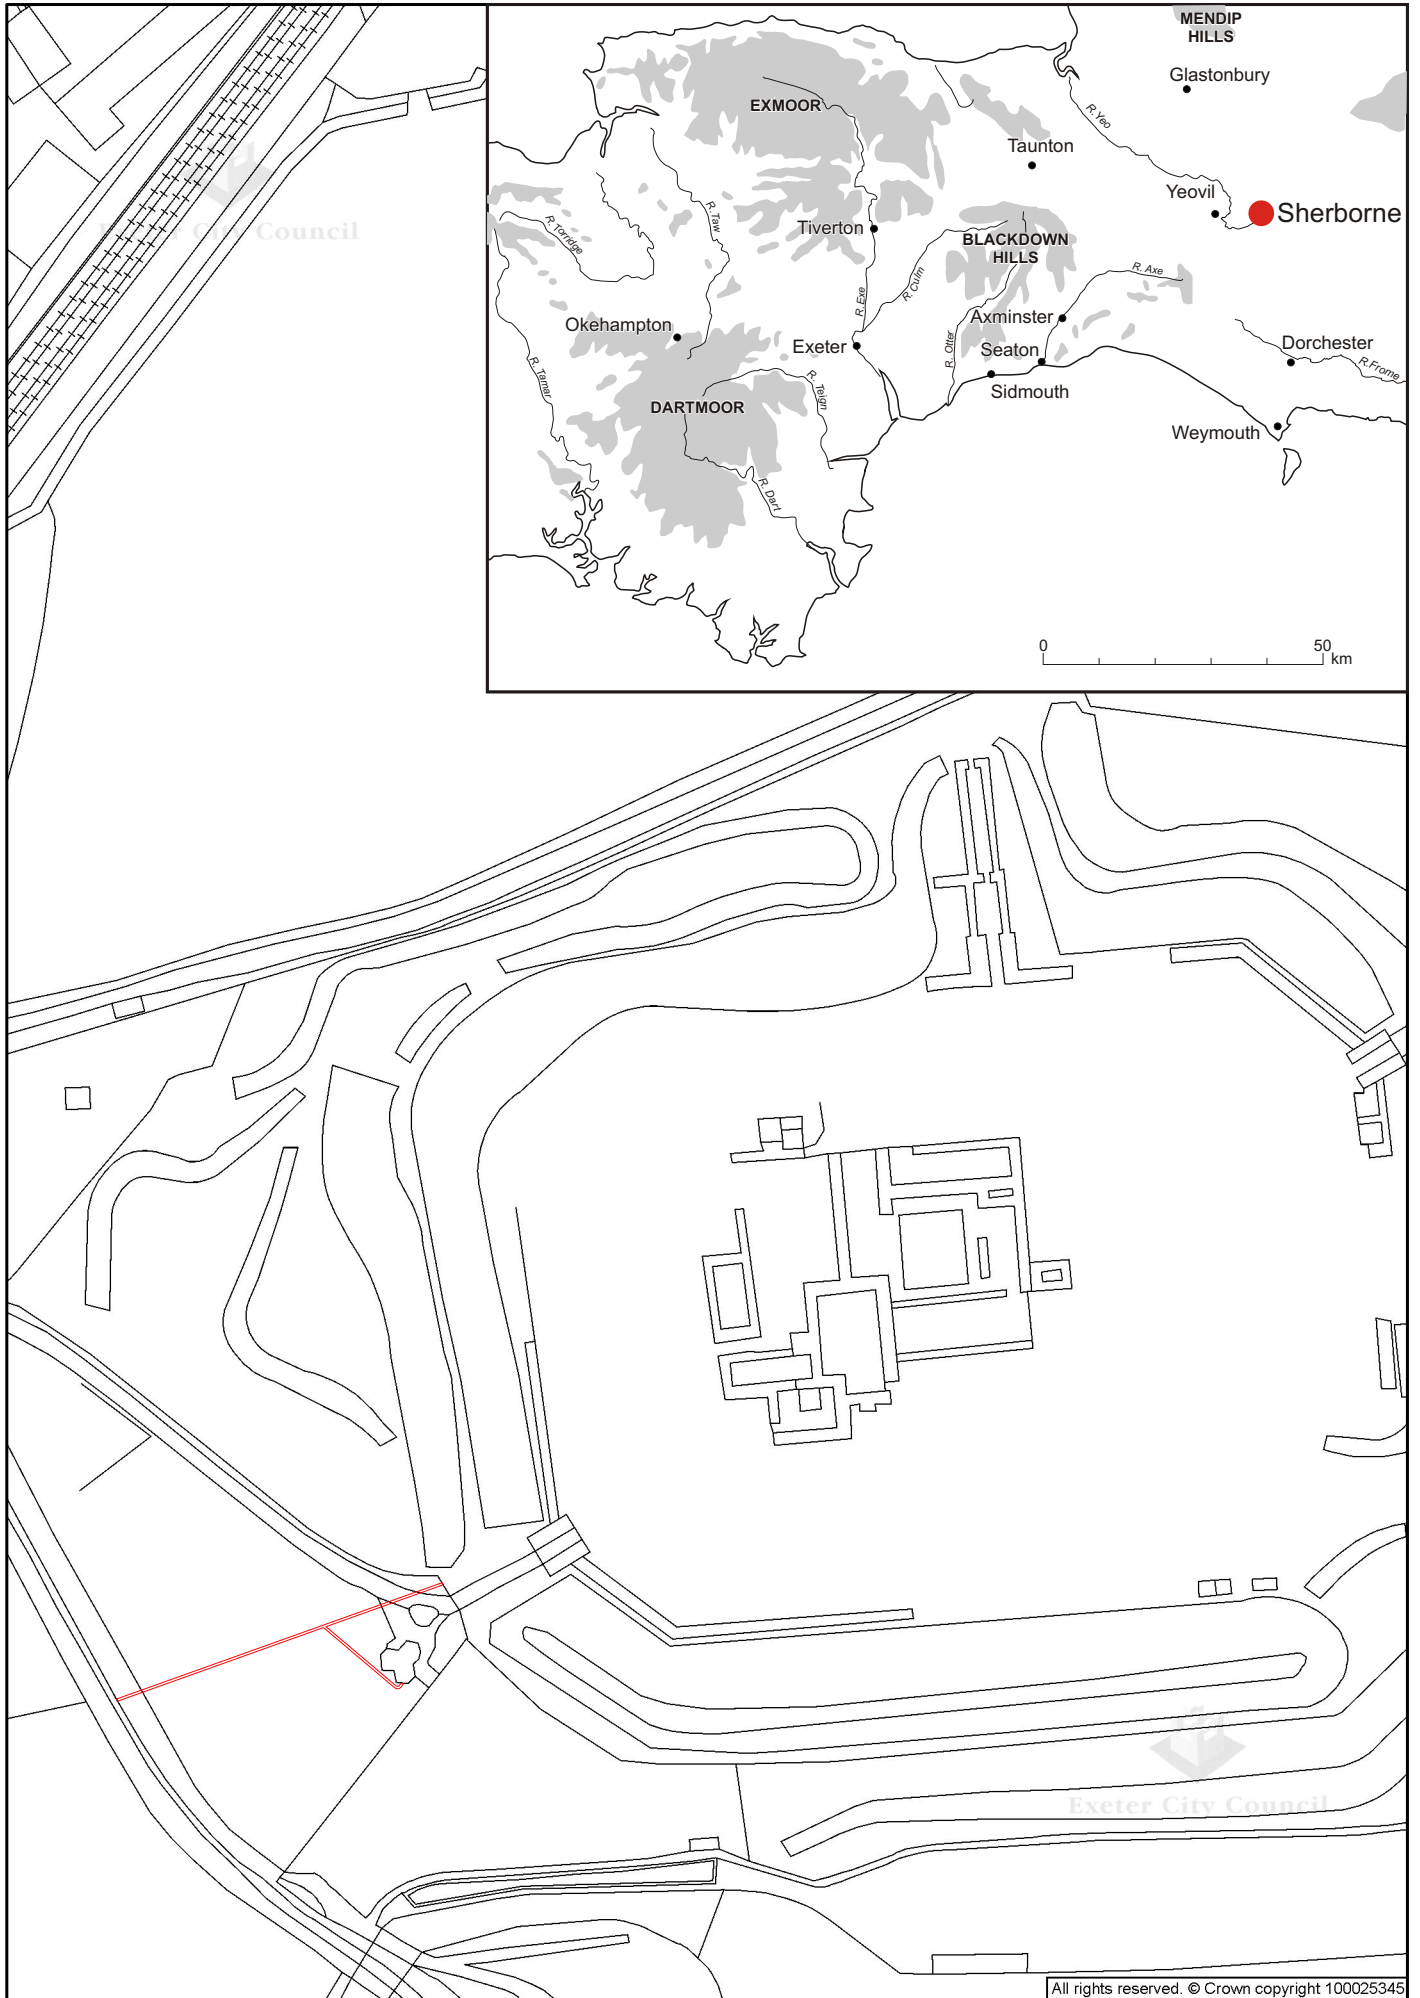 MENDIP
HILLS
Glastonbury
EXMOOR
R.Yeo
Taunton
Yeovil
Sherborne
R.Taw
R.Torridge
Tiverton
BLACKDOWN
HILLS
R.Culm
R. Axe
R.Exe
Okehampton
Axminster
Exeter
R. Otter
Seaton
Dorchester
R.Frome
R. Tamar
R. Teign
Sidmouth
DARTMOOR
Weymouth
R. Dart
0 50
km
Exeter City Council
Exeter City Council
All rights reserved. © Crown copyright 100025345